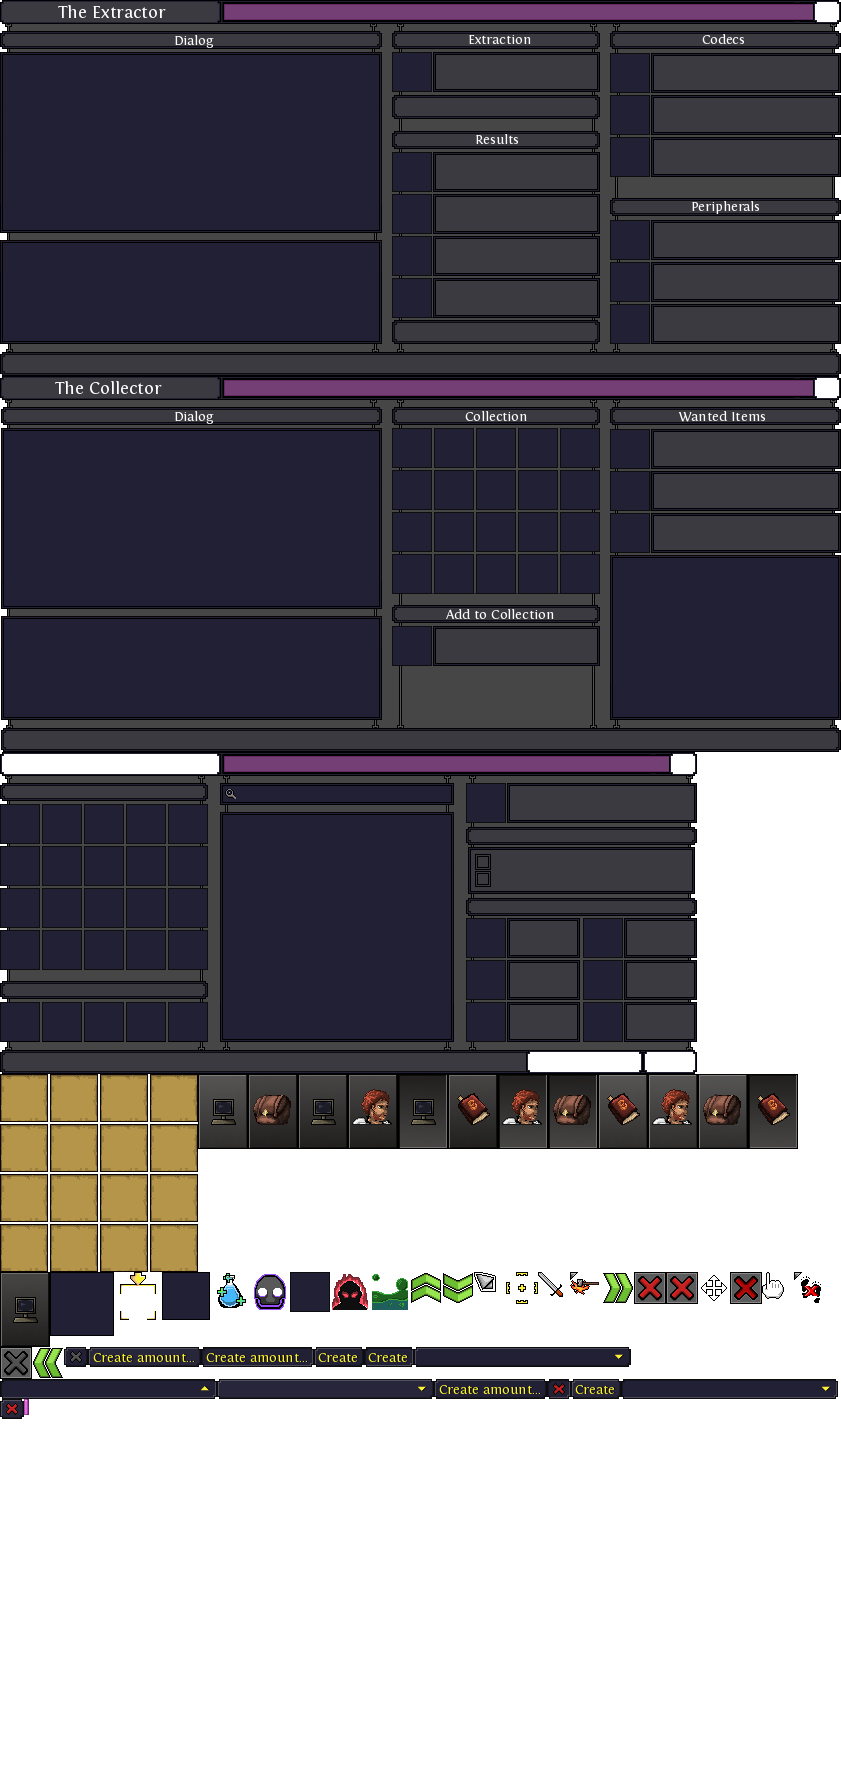 The Extractor
Dialog
Extraction
Codecs
Results
Peripherals
The Collector
Dialog
Collection
Wanted Items
Add to Collection
Create amount...
Create amount...
Create
Create
Create amount...
Create